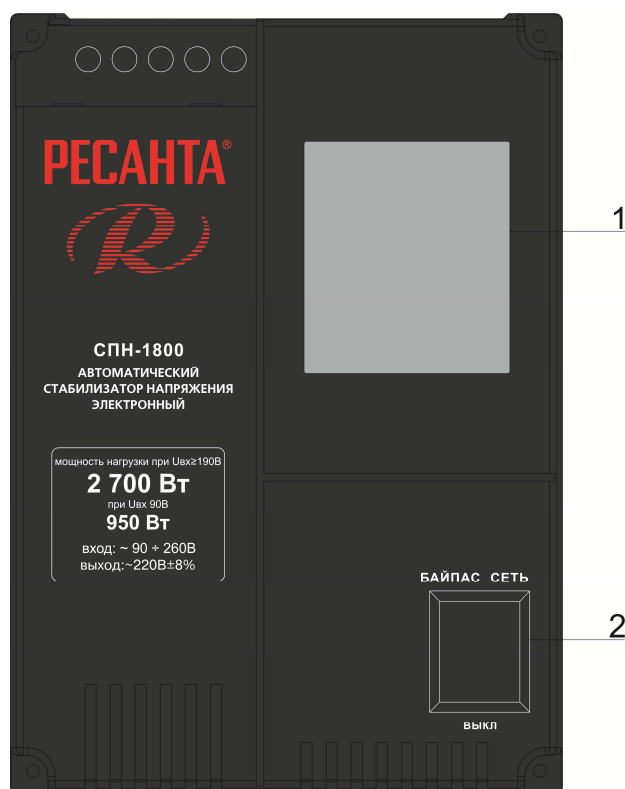 РЕСАНТА®
R
СПН-1800
АВТОМАТИЧЕСКИЙ
СТАБИЛИЗАТОР НАПРЯЖЕНИЯ
ЭЛЕКТРОННЫЙ
мощность нагрузки при Uвх≥190В
2 700 Вт
при Uвх 90В
950 Вт
вход: ~ 90 ÷ 260В
выход:~220В±8%
1
БАЙПАС СЕТЬ
2
ВЫКЛ